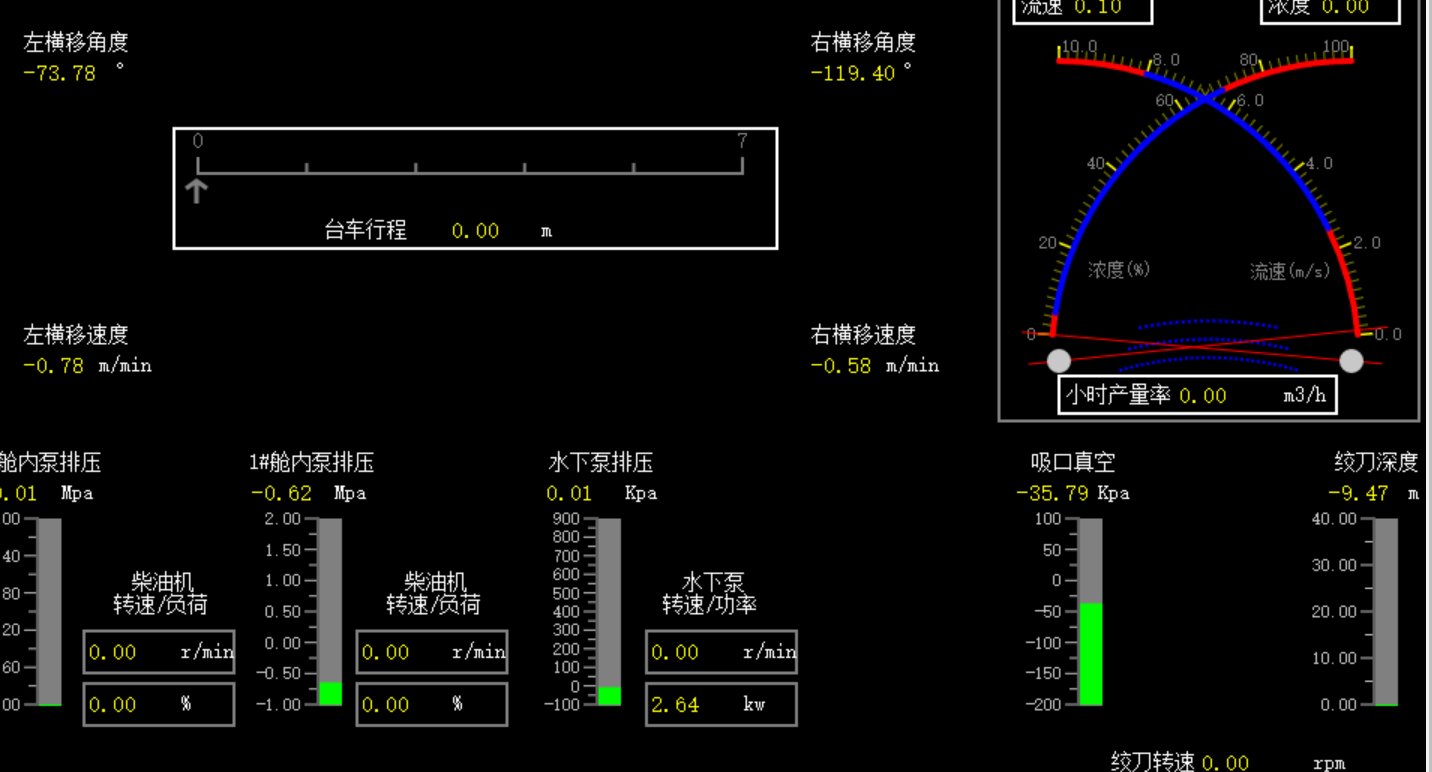 流速 0.10
浓度 0.00
左横移角度
-73.78 °
右横移角度
-119.40 °
10.0
8.0
80
100
60
6.0
40
4.0
20
2.0
浓度(%)
流速(m/s)
0
0.0
小时产量率 0.00 m3/h
0
7
台车行程 0.00 m
左横移速度
-0.78 m/min
右横移速度
-0.58 m/min
舱内泵排压
.01 Mpa
00
40
80
20
60
00
柴油机
转速/负荷
0.00 r/min
0.00 %
1#舱内泵排压
-0.62 Mpa
2.00
1.50
1.00
0.50
0.00
-0.50
-1.00
柴油机
转速/负荷
0.00 r/min
0.00 %
水下泵排压
0.01 Kpa
900
800
700
600
500
400
300
200
100
0
-100
水下泵
转速/功率
0.00 r/min
2.64 kw
吸口真空
-35.79 Kpa
100
50
0
-50
-100
-150
-200
绞刀深度
-9.47 m
40.00
30.00
20.00
10.00
0.00
绞刀转速 0.00 rpm